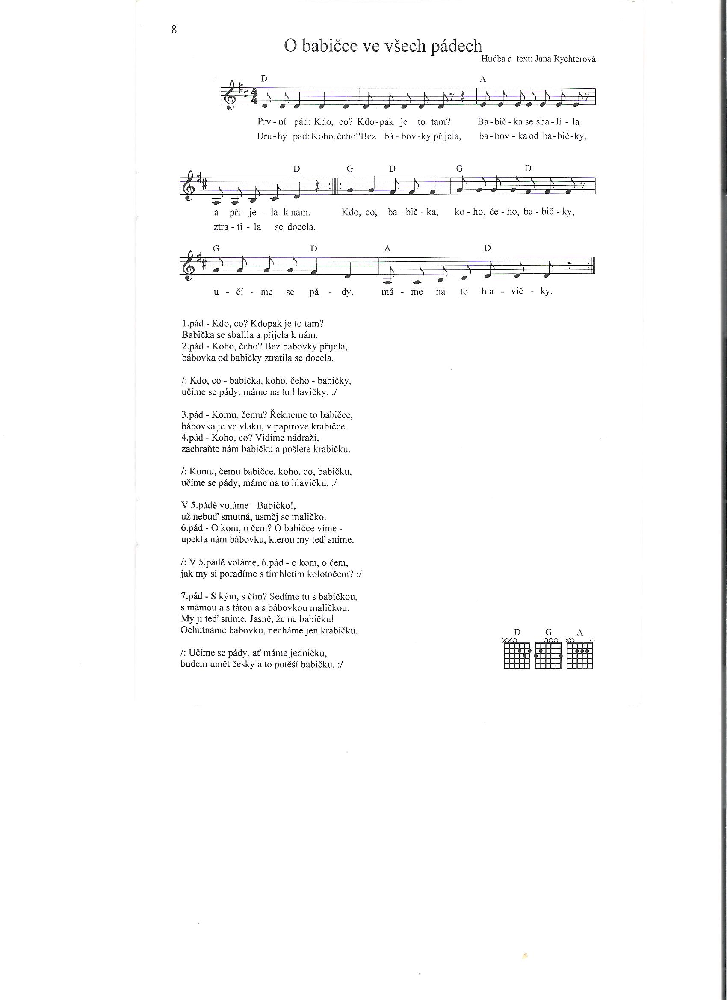 8
O babičce ve všech pádech
Hudba a text: Jana Rychterová
D A
Prv - ní pád: Kdo, co? Kdo-pak je to tam? Ba-bič-ka se sba-li - la
Dru-hý pád: Koho, čeho? Bez bá-bov-ky přijela, bá-bov-ka od ba-bič-ky,
D G D G D
a při-je - la k nám. Kdo, co, ba-bič-ka, ko-ho, če-ho, ba-bič-ky,
ztra-ti - la se docela.
G D A D
u - čí - me se pá - dy, má - me na to hla - vič - ky.
1.pád - Kdo, co? Kdopak je to tam?
Babička se sbalila a přijela k nám.
2.pád - Koho, čeho? Bez bábovky přijela,
bábovka od babičky ztratila se docela.
/: Kdo, co - babička, koho, čeho - babičky,
učíme se pády, máme na to hlavičky. :/
3.pád - Komu, čemu? Řekneme to babičce,
bábovka je ve vlaku, v papírové krabičce.
4.pád - Koho, co? Vidíme nádraží,
zachraňte nám babičku a pošlete krabičku.
/: Komu, čemu babičce, koho, co, babičku,
učíme se pády, máme na to hlavičku. :/
V 5.pádě voláme - Babičko!,
už nebuď smutná, usměj se maličko.
6.pád - O kom, o čem? O babičce víme -
upekla nám bábovku, kterou my teď sníme.
/: V 5.pádě voláme, 6.pád - o kom, o čem,
jak my si poradíme s tímhletím kolotočem? :/
7.pád - S kým, s čím? Sedíme tu s babičkou,
s mámou a s tátou a s bábovkou maličkou.
My ji teď sníme. Jasně, že ne babičku!
Ochutnáme bábovku, necháme jen krabičku.
/: Učíme se pády, ať máme jedničku,
budem umět česky a to potěší babičku. :/
D G A